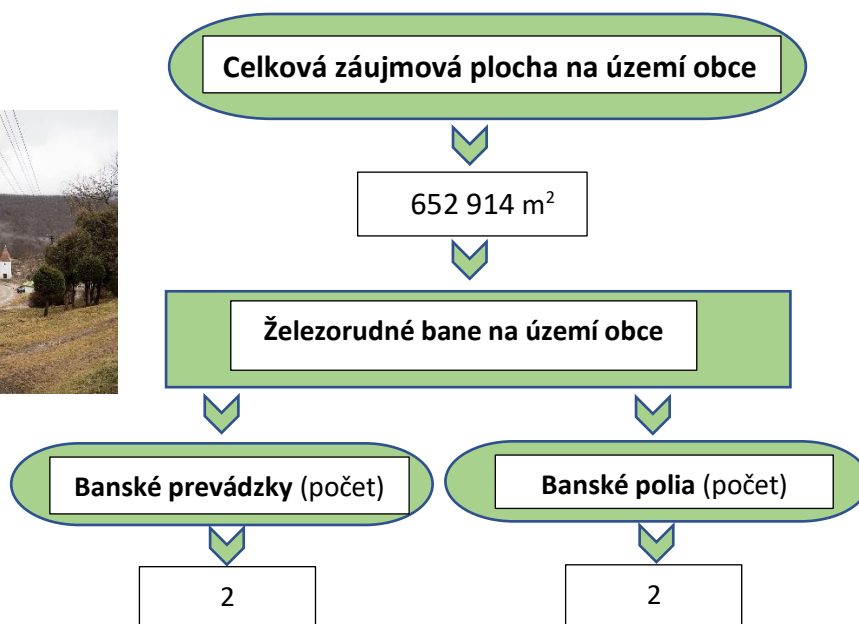 Celková záujmová plocha na území obce
652 914 m²
Železorudné bane na území obce
Banské prevádzky (počet)
Banské polia (počet)
2
2